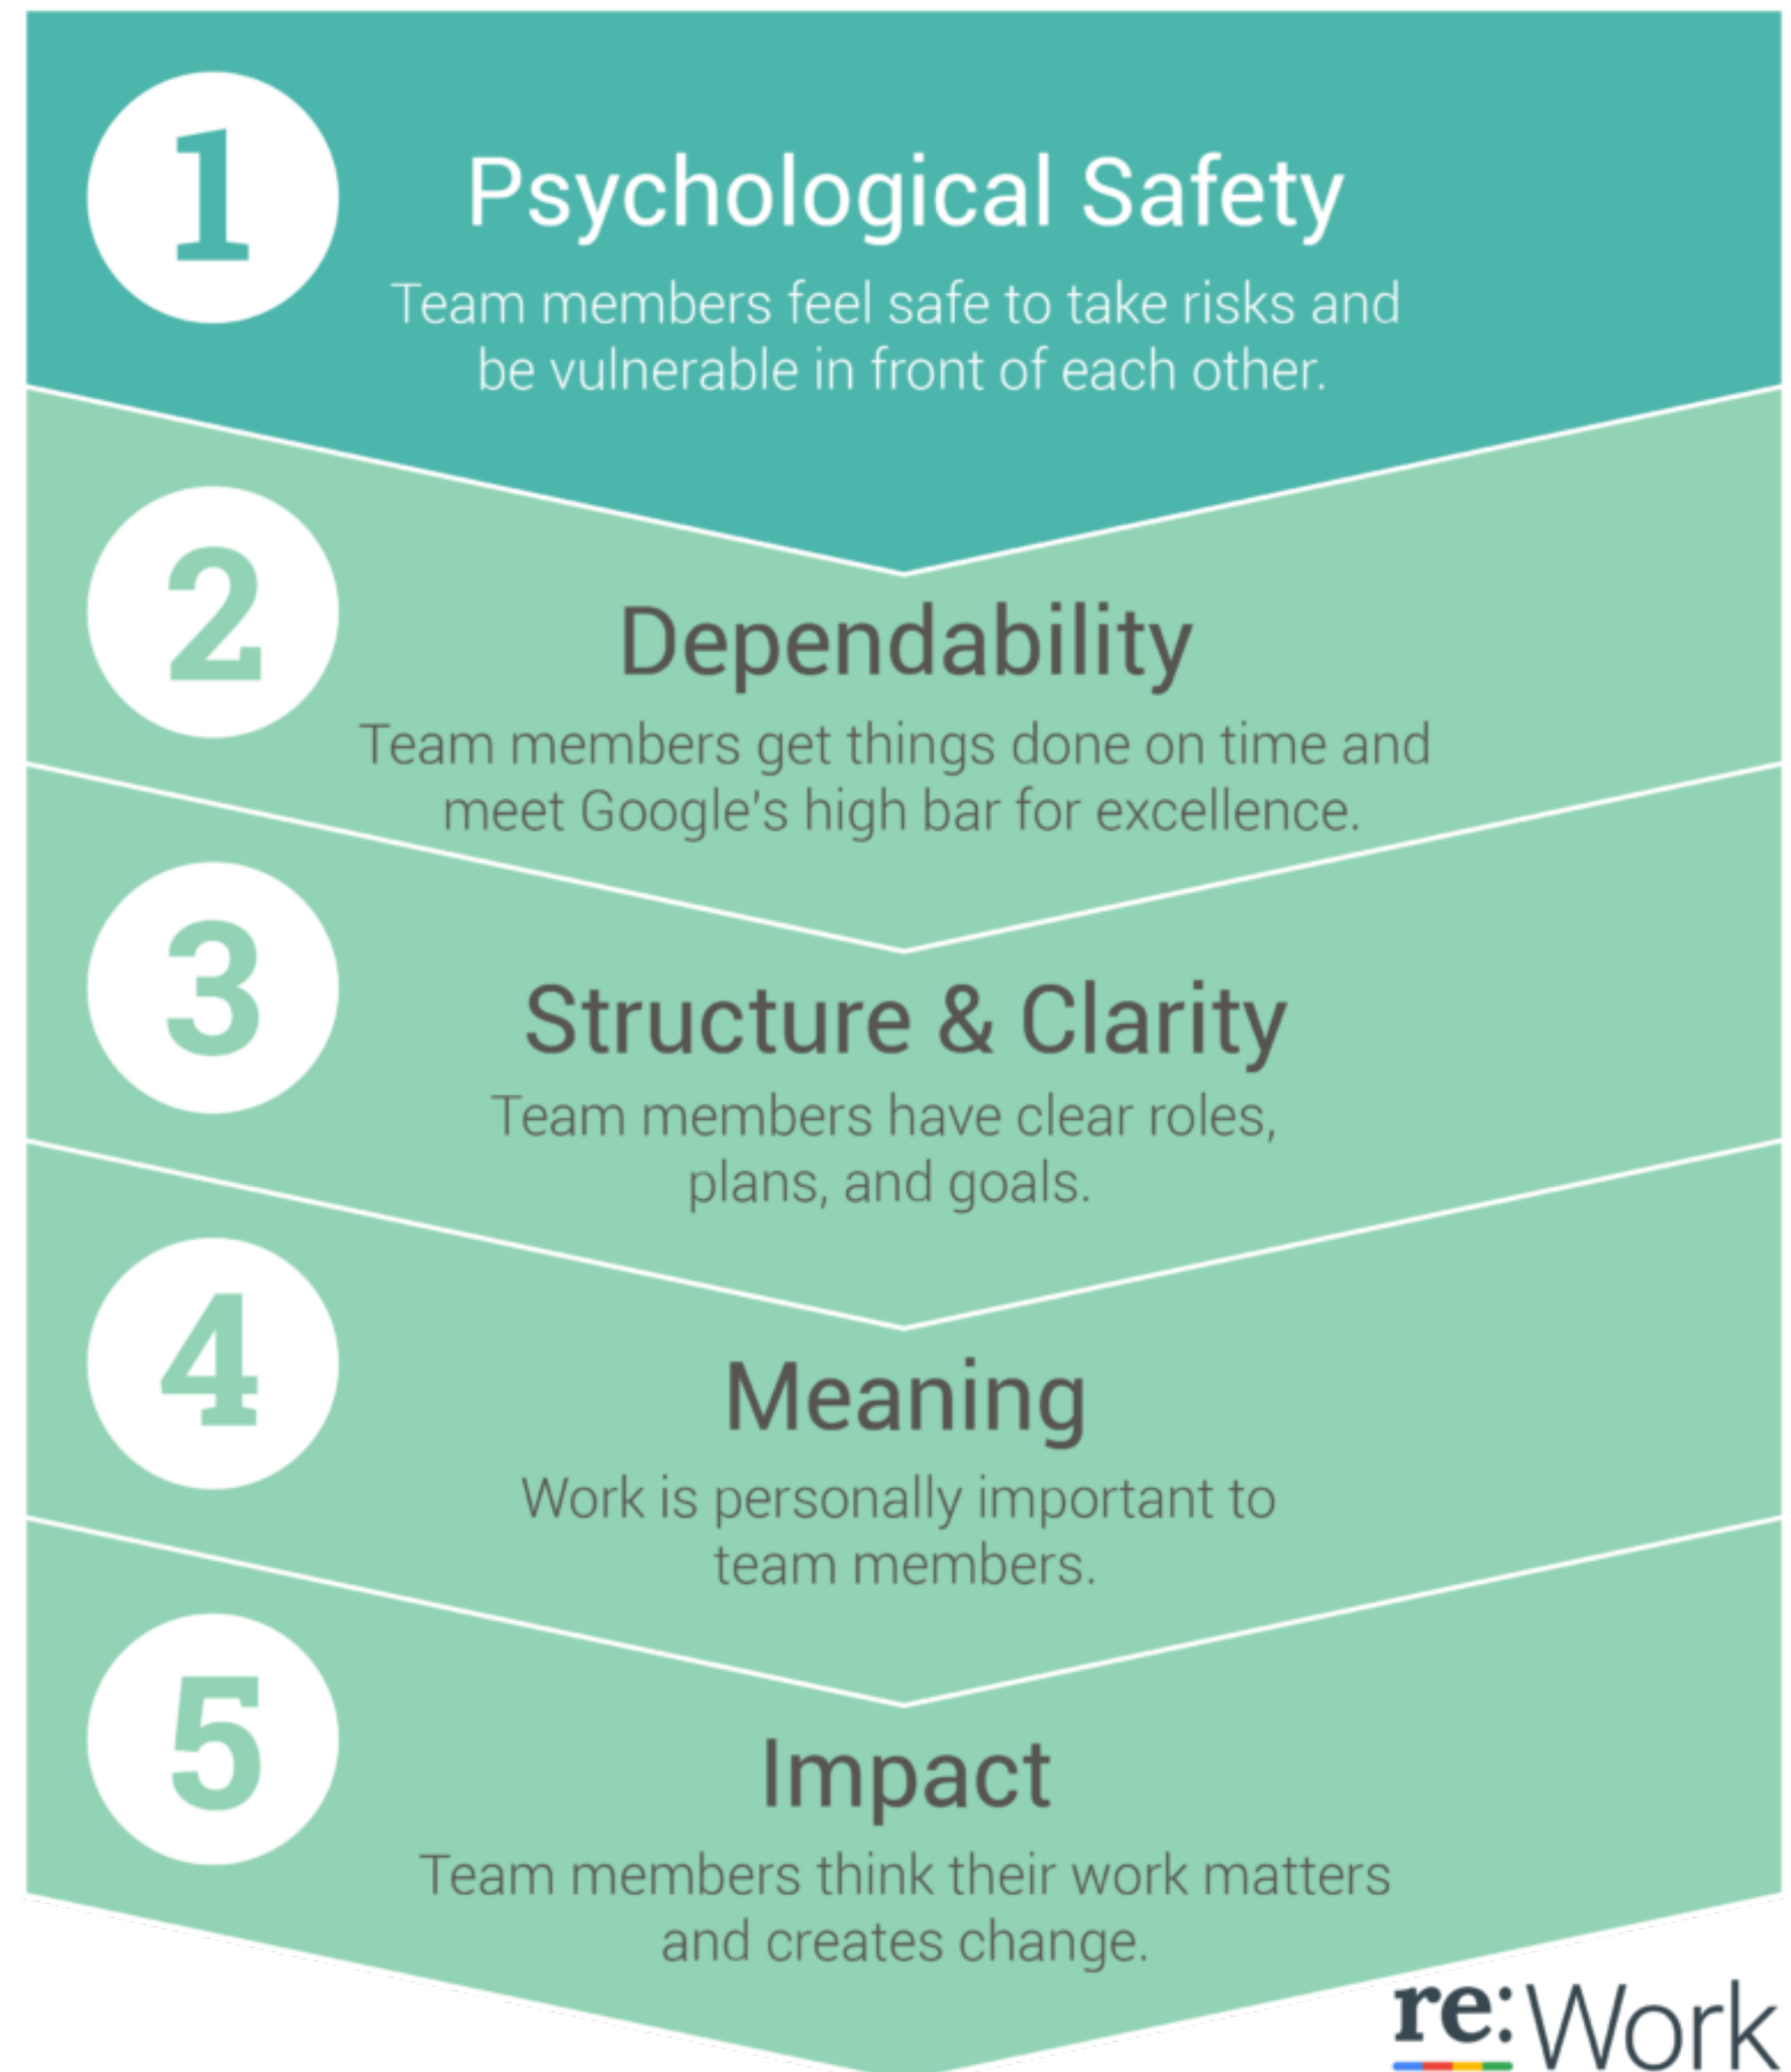 1
Psychological Safety
Team members feel safe to take risks and
be vulnerable in front of each other.
2
Dependability
Team members get things done on time and
meet Google's high bar for excellence.
3
Structure & Clarity
Team members have clear roles,
plans, and goals.
4
Meaning
Work is personally important to
team members.
5
Impact
Team members think their work matters
and creates change.
re:Work